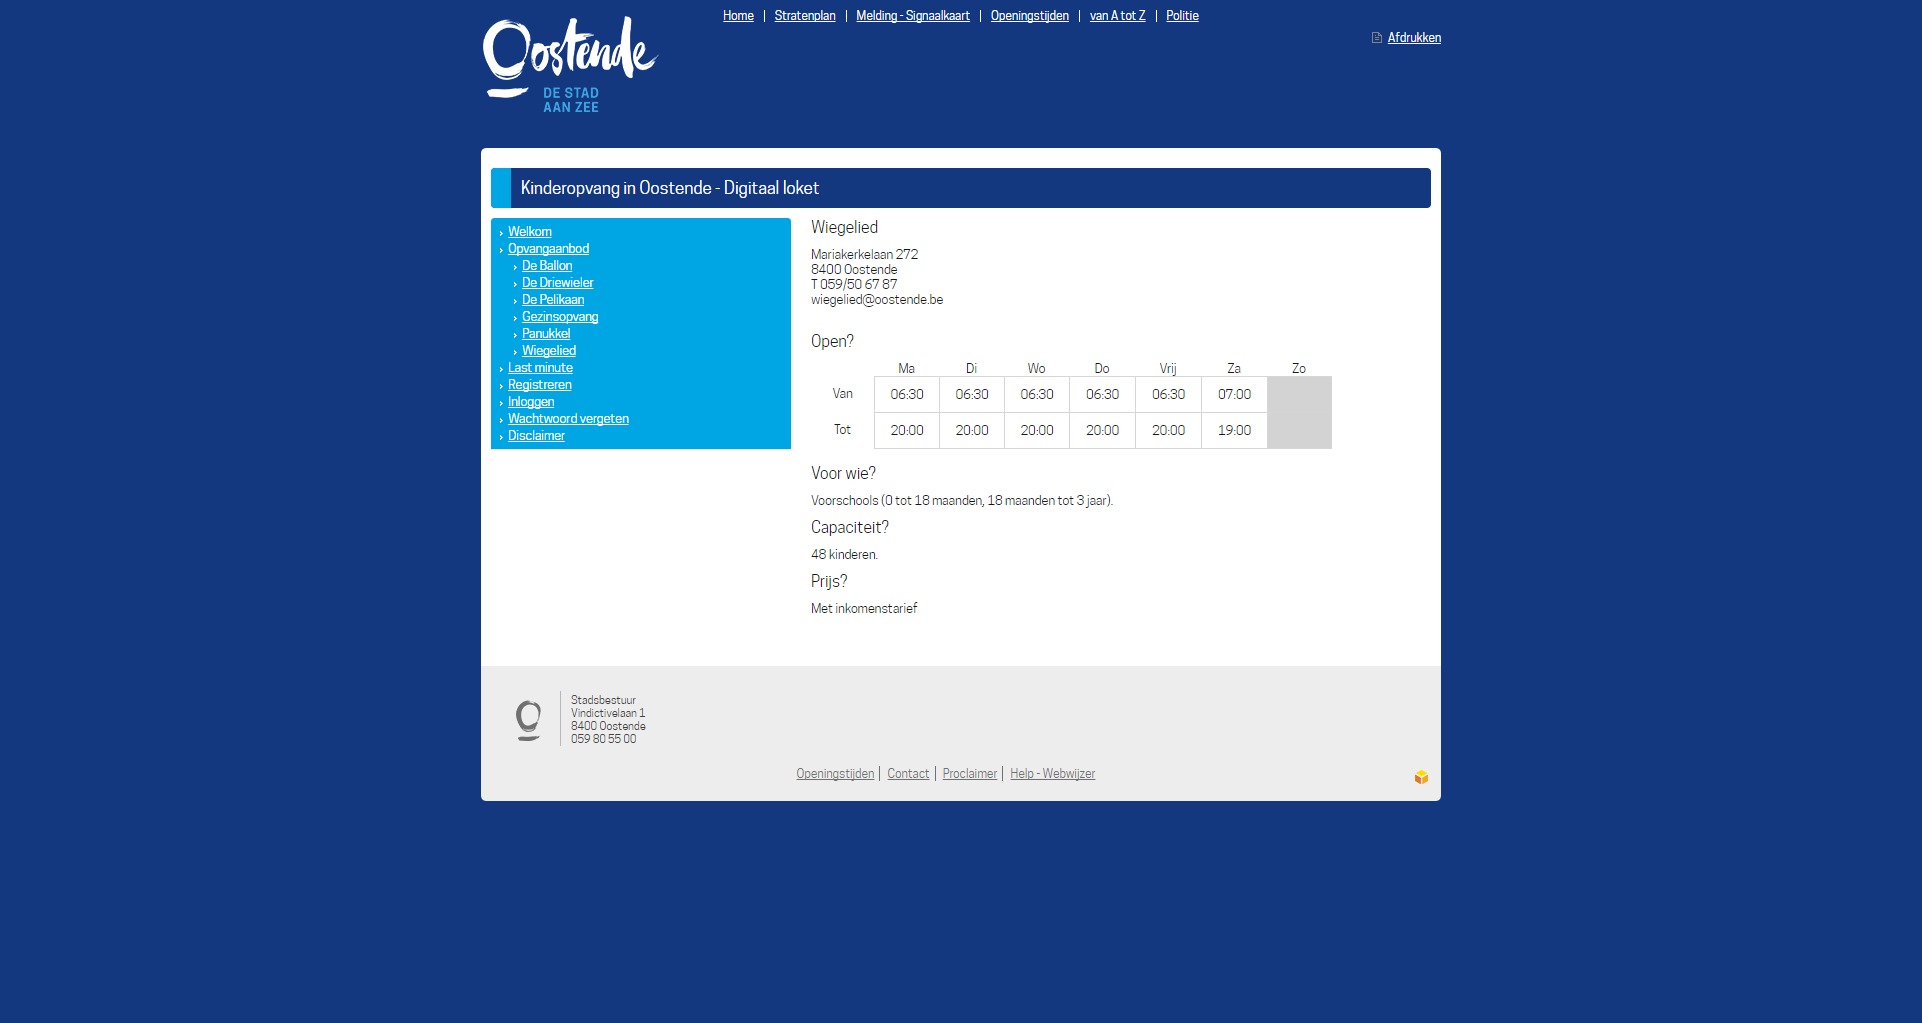 Oostende
DE STAD
AAN ZEE
Home | Stratenplan | Melding - Signaalkaart | Openingstijden | van A tot Z | Politie
Afdrukken
Kinderopvang in Oostende - Digitaal loket
Welkom
Opvangaanbod
De Ballon
De Driewieler
De Pelikaan
Gezinsopvang
Panukkel
Wiegelied
Last minute
Registreren
Inloggen
Wachtwoord vergeten
Disclaimer
Wiegelied
Mariakerkelaan 272
8400 Oostende
T 059/50 67 87
wiegelied@oostende.be
Open?
Ma Di Wo Do Vrij Za Zo
Van 06:30 06:30 06:30 06:30 06:30 07:00
Tot 20:00 20:00 20:00 20:00 20:00 19:00
Voor wie?
Voorschools (0 tot 18 maanden, 18 maanden tot 3 jaar).
Capaciteit?
48 kinderen.
Prijs?
Met inkomenstarief
Stadsbestuur
Vindictivelaan 1
8400 Oostende
059 80 55 00
Openingstijden | Contact | Proclaimer | Help - Webwijzer